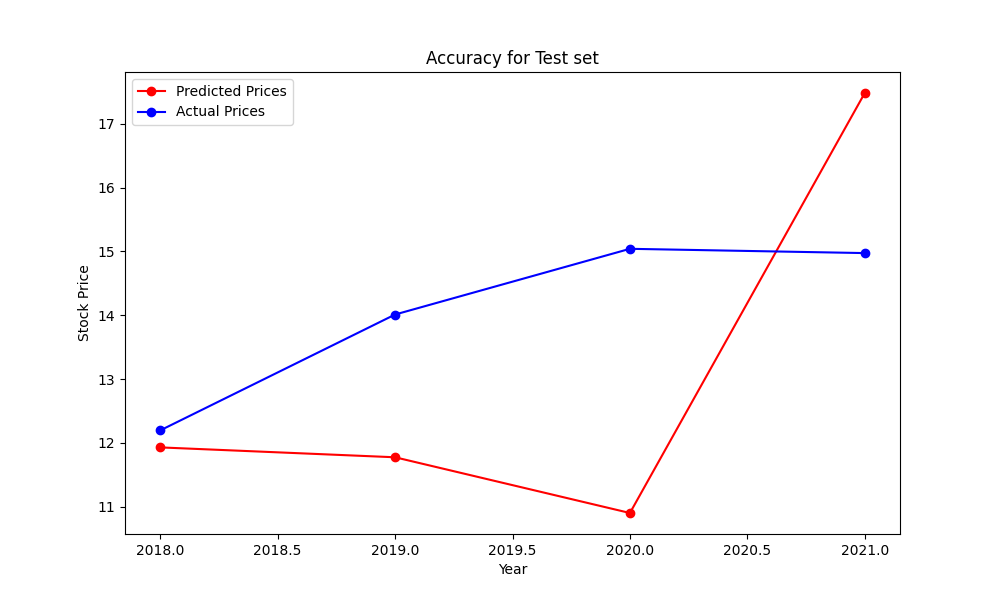 Accuracy for Test set
Predicted Prices
Actual Prices
Stock Price
17
16
15
14
13
12
11
2018.0 2018.5 2019.0 2019.5 2020.0 2020.5 2021.0
Year